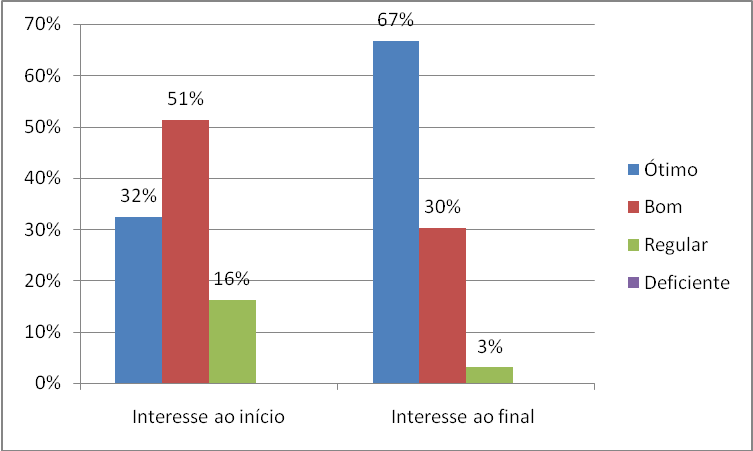 70%
60%
50%
40%
30%
20%
10%
0%
32%
51%
16%
67%
30%
3%
Interesse ao início
Interesse ao final
Ótimo
Bom
Regular
Deficiente